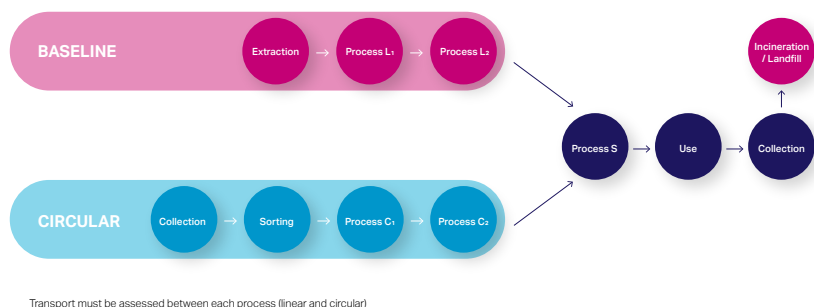 BASELINE
Extraction
Process L₁
Process L₂
Incineration
/ Landfill
Process S
Use
Collection
CIRCULAR
Collection
Sorting
Process C₁
Process C₂
Transport must be assessed between each process (linear and circular)